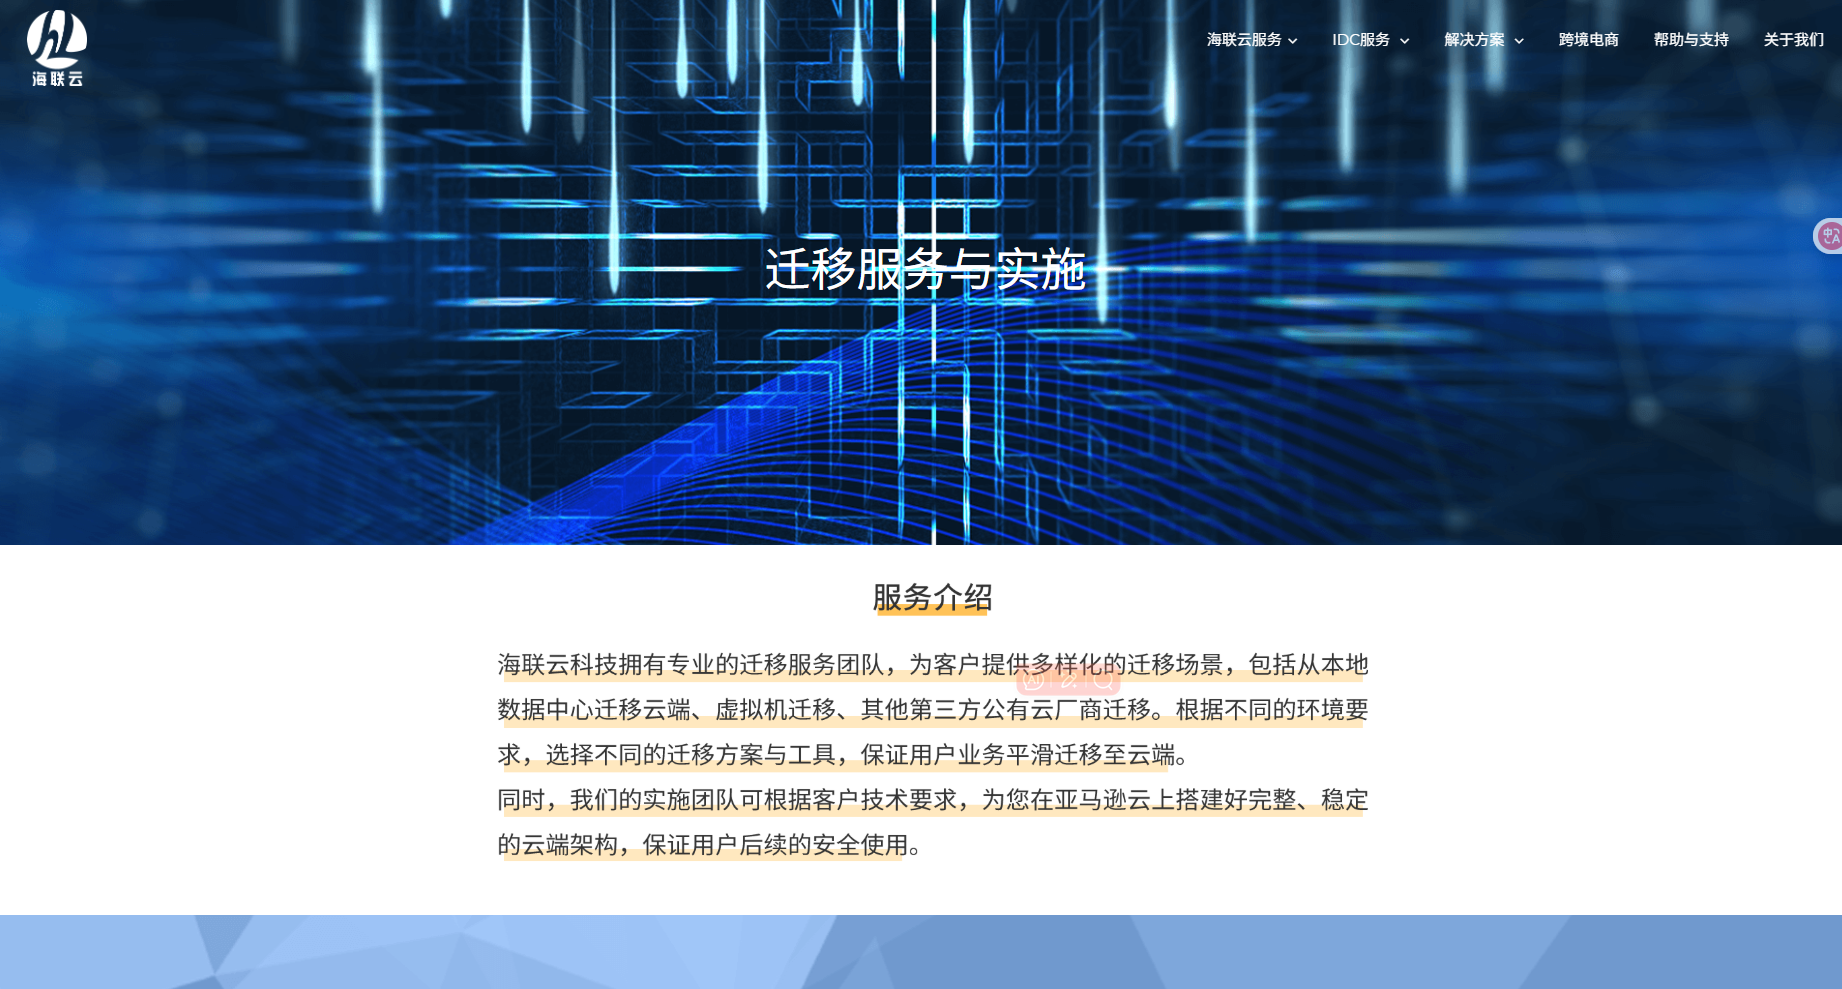 海联云
海联云服务
IDC服务
解决方案
跨境电商
帮助与支持
关于我们
迁移服务与实施
中
A
服务介绍
海联云科技拥有专业的迁移服务团队，为客户提供多样化的迁移场景，包括从本地
数据中心迁移云端、虚拟机迁移、其他第三方公有云厂商迁移。根据不同的环境要
求，选择不同的迁移方案与工具，保证用户业务平滑迁移至云端。
同时，我们的实施团队可根据客户技术要求，为您在亚马逊云上搭建好完整、稳定
的云端架构，保证用户后续的安全使用。
AI